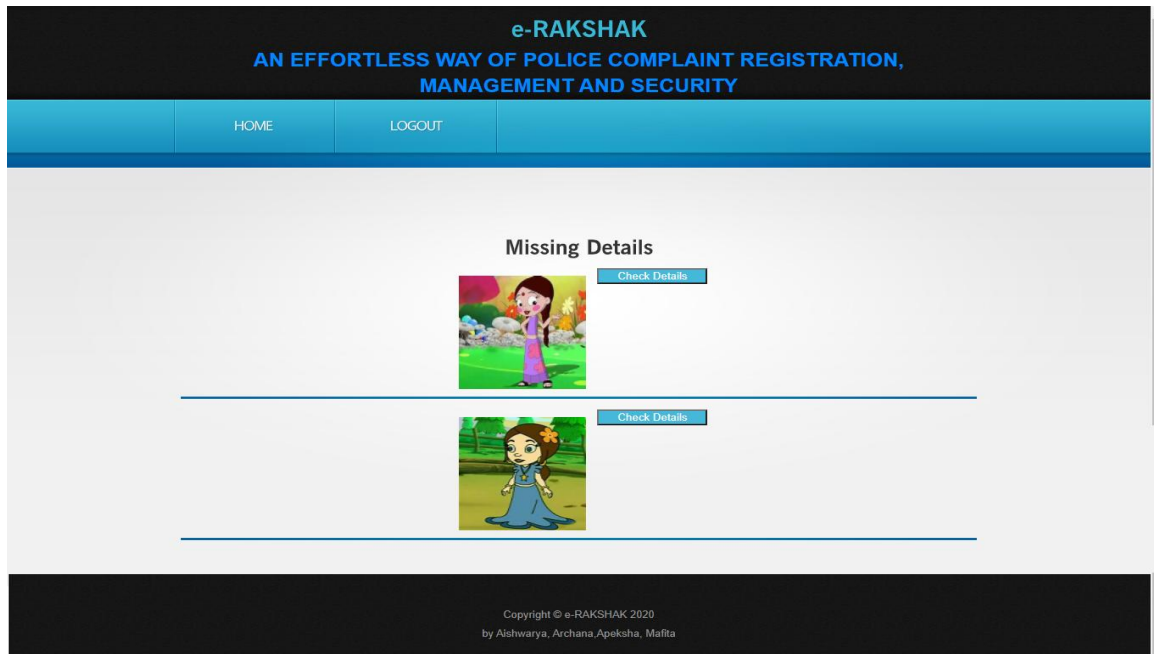 e-RAKSHAK
AN EFFORTLESS WAY OF POLICE COMPLAINT REGISTRATION,
MANAGEMENT AND SECURITY
HOME LOGOUT
Missing Details
Check Details
Check Details
Copyright © e-RAKSHAK 2020
by Aishwarya, Archana,Apeksha, Mafita